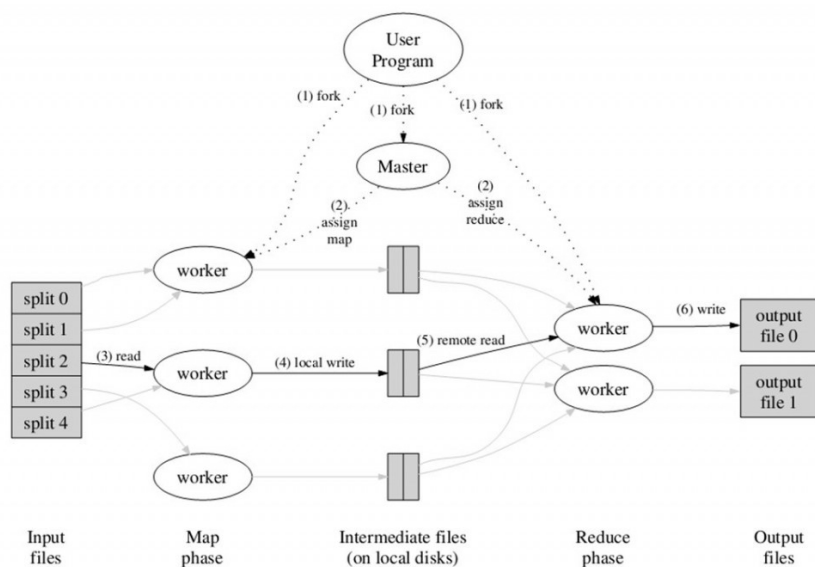 User
Program
(1) fork
(1) fork
(1) fork
Master
(2)
assign
map
(2)
assign
reduce
worker
split 0
split 1
split 2
split 3
split 4
(3) read
worker
(4) local write
(5) remote read
worker
(6) write
output
file 0
worker
output
file 1
worker
Input
files
Map
phase
Intermediate files
(on local disks)
Reduce
phase
Output
files